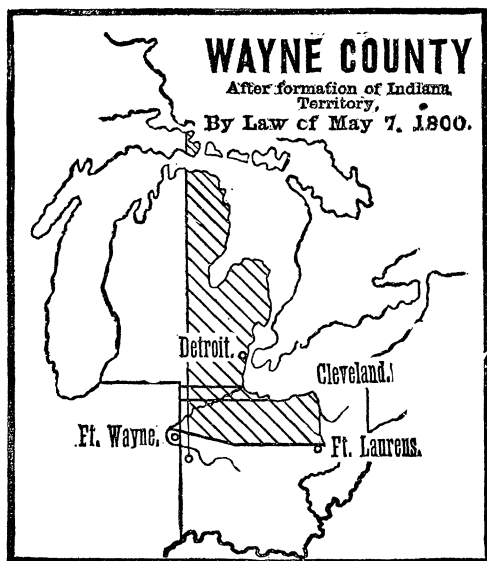 WAYNE COUNTY
After formation of Indiana
Territory,
By Law of May 7, 1800.
Detroit.
Cleveland.
Ft. Wayne.
Ft. Laurens.